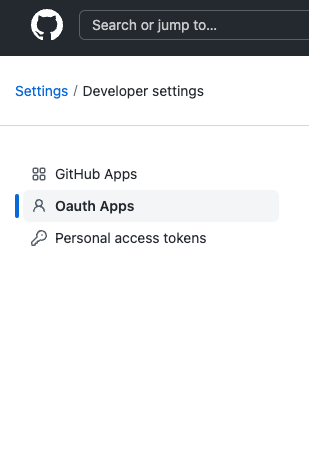 Search or jump to...
Settings / Developer settings
GitHub Apps
Oauth Apps
Personal access tokens